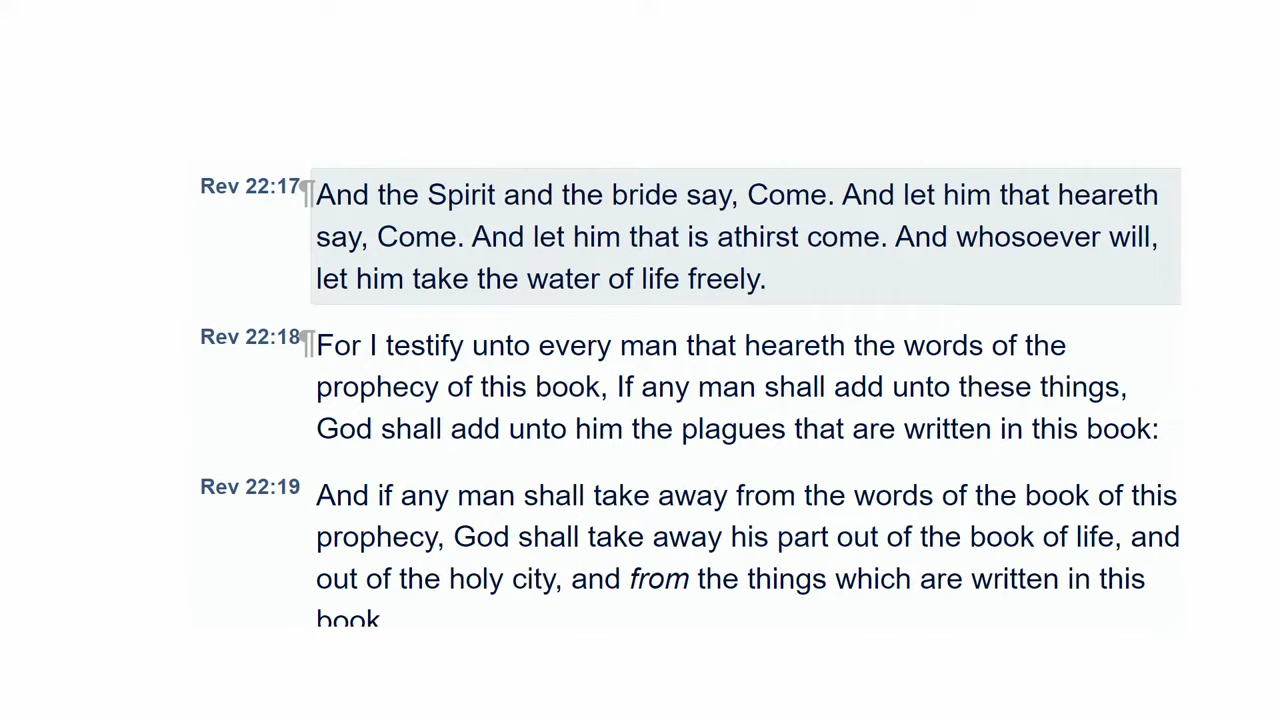 Rev 22:17¶And the Spirit and the bride say, Come. And let him that heareth
say, Come. And let him that is athirst come. And whosoever will,
let him take the water of life freely.
Rev 22:18¶For I testify unto every man that heareth the words of the
prophecy of this book, If any man shall add unto these things,
God shall add unto him the plagues that are written in this book:
Rev 22:19 And if any man shall take away from the words of the book of this
prophecy, God shall take away his part out of the book of life, and
out of the holy city, and from the things which are written in this
book